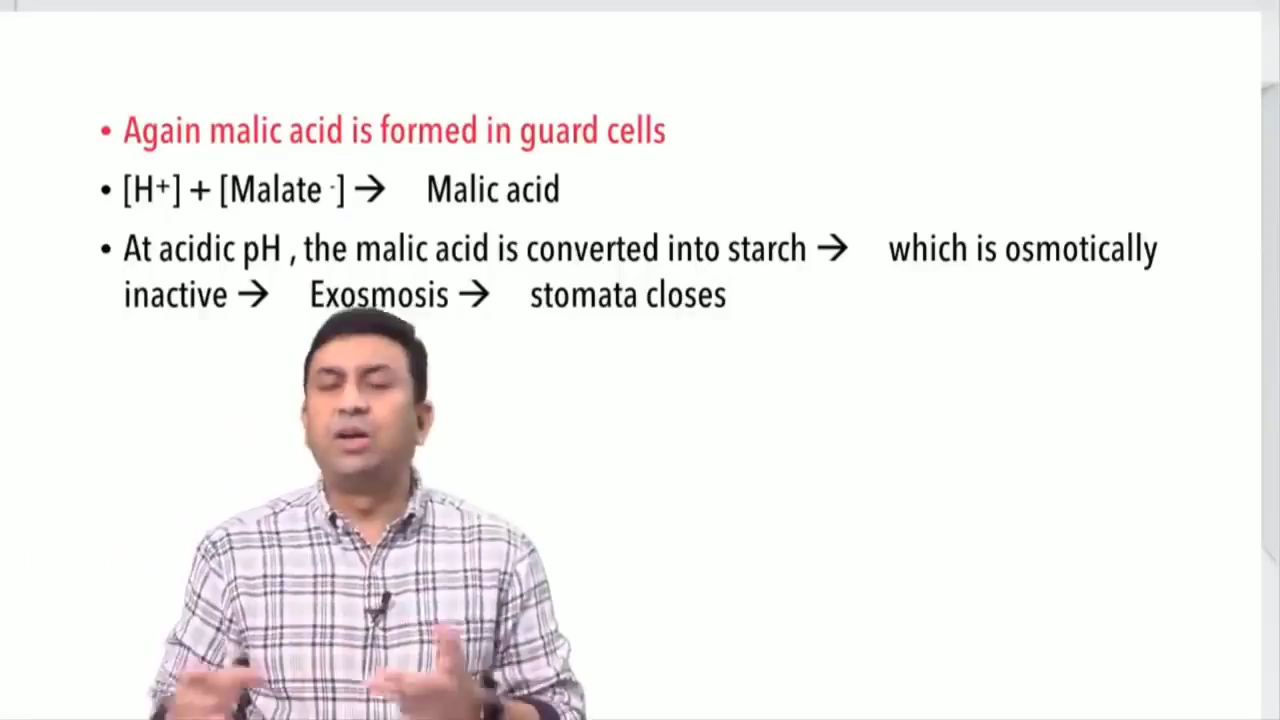 • Again malic acid is formed in guard cells
• [H+] + [Malate -] → Malic acid
• At acidic pH , the malic acid is converted into starch → which is osmotically
inactive → Exosmosis → stomata closes